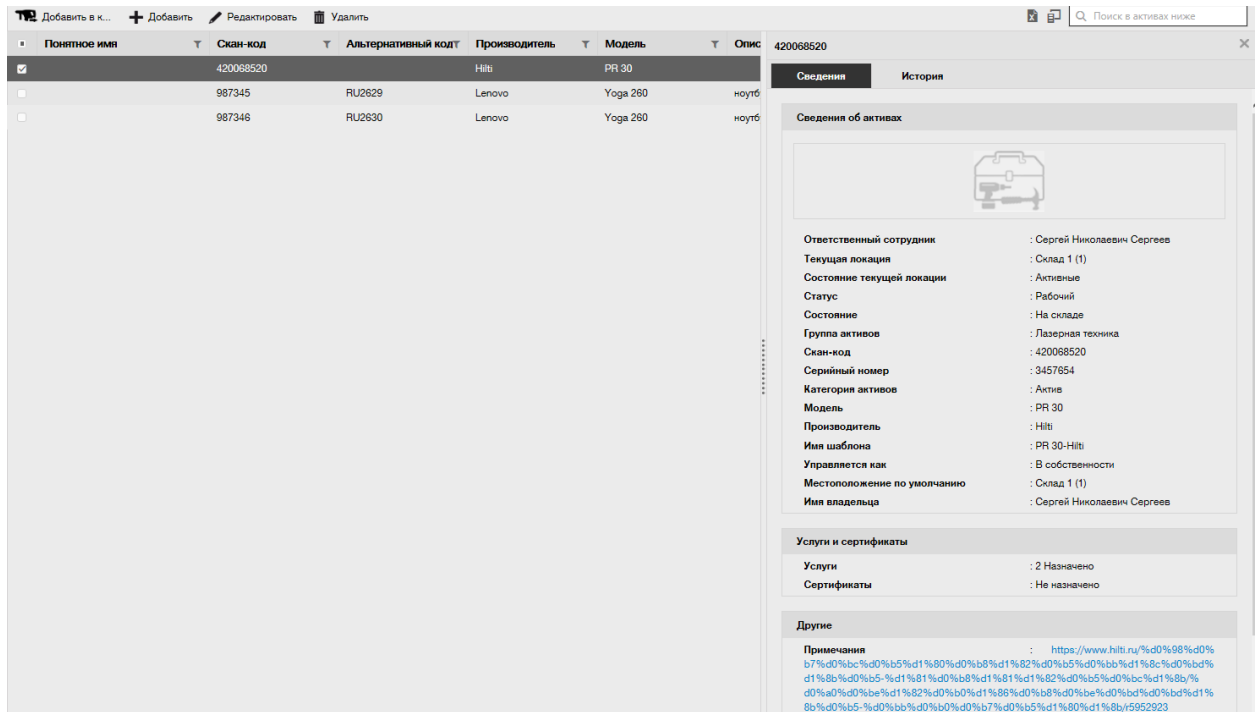 Добавить в к... Добавить Редактировать Удалить Поиск в активах ниже
Понятное имя Скан-код Альтернативный код Производитель Модель Опис
420068520 Hilti PR 30
987345 RU2629 Lenovo Yoga 260 ноутб
987346 RU2630 Lenovo Yoga 260 ноутб
420068520
Сведения История
Сведения об активах
Ответственный сотрудник : Сергей Николаевич Сергеев
Текущая локация : Склад 1 (1)
Состояние текущей локации : Активные
Статус : Рабочий
Состояние : На складе
Группа активов : Лазерная техника
Скан-код : 420068520
Серийный номер : 3457654
Категория активов : Актив
Модель : PR 30
Производитель : Hilti
Имя шаблона : PR 30-Hilti
Управляется как : В собственности
Местоположение по умолчанию : Склад 1 (1)
Имя владельца : Сергей Николаевич Сергеев
Услуги и сертификаты
Услуги : 2 Назначено
Сертификаты : Не назначено
Другие
Примечания : https://www.hilti.ru/%d0%98%d0%
b7%d0%bc%d0%b5%d1%80%d0%b8%d1%82%d0%b5%d0%bb%d1%8c%d0%bd%
d1%8b%d0%b5-%d1%81%d0%b8%d1%81%d1%82%d0%b5%d0%bc%d1%8b/%
d0%a0%d0%be%d1%82%d0%b0%d1%86%d0%b8%d0%be%d0%bd%d0%bd%d1%
8b%d0%b5-%d0%bb%d0%b0%d0%b7%d0%b5%d1%80%d1%8b/r5952923